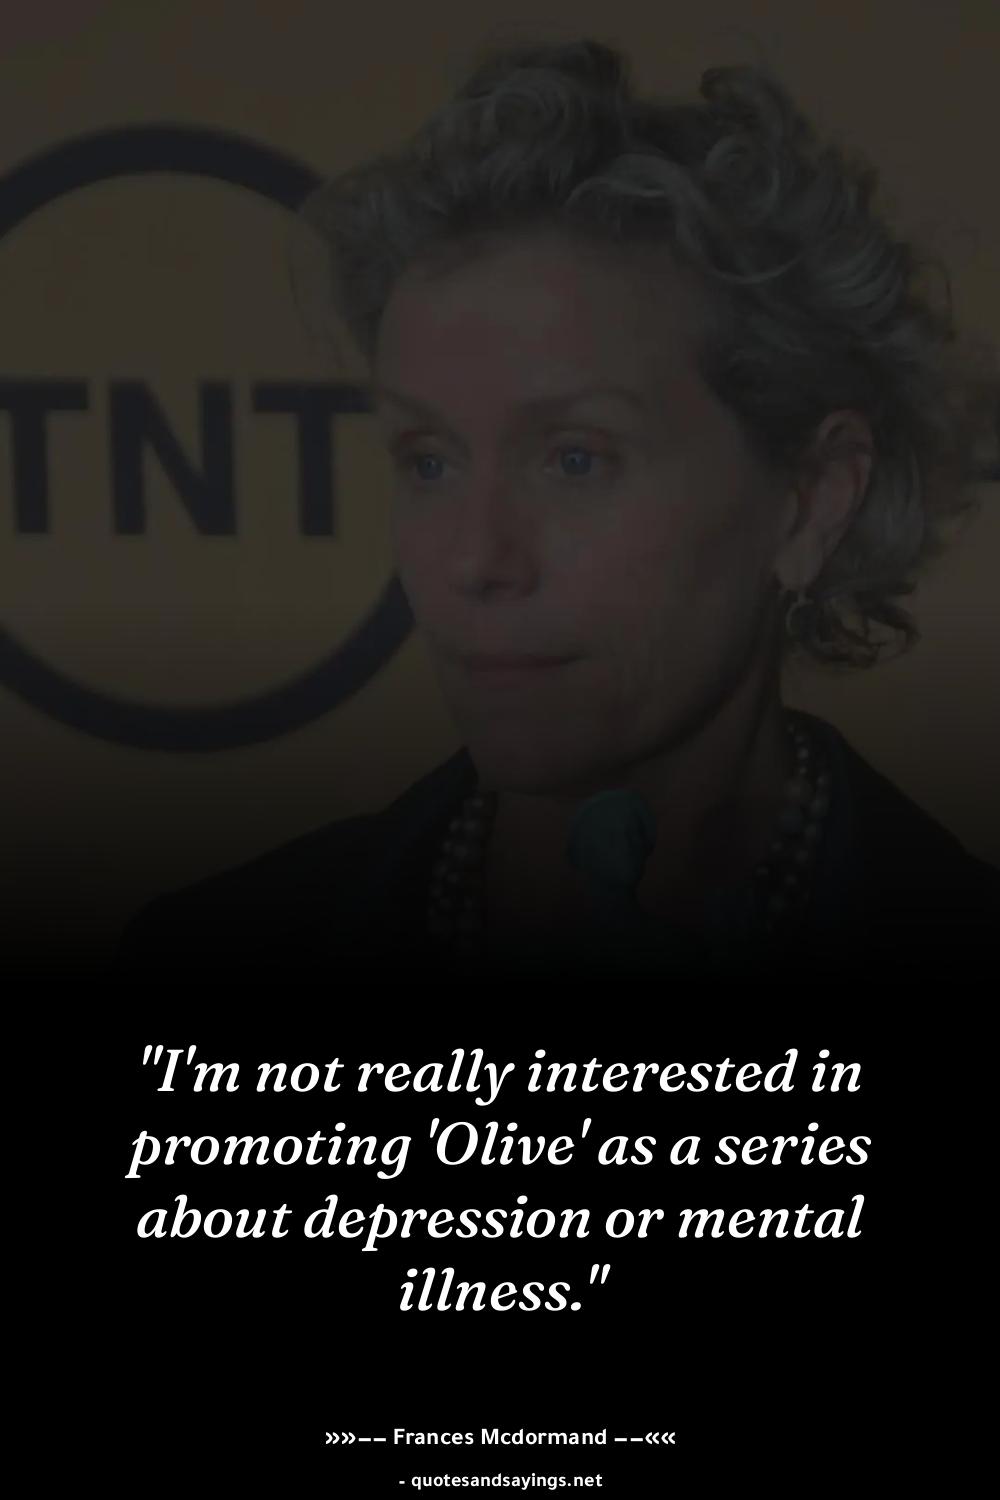 TNT
"I'm not really interested in
promoting 'Olive' as a series
about depression or mental
illness."
»»–– Frances Mcdormand ––««
- quotesandsayings.net